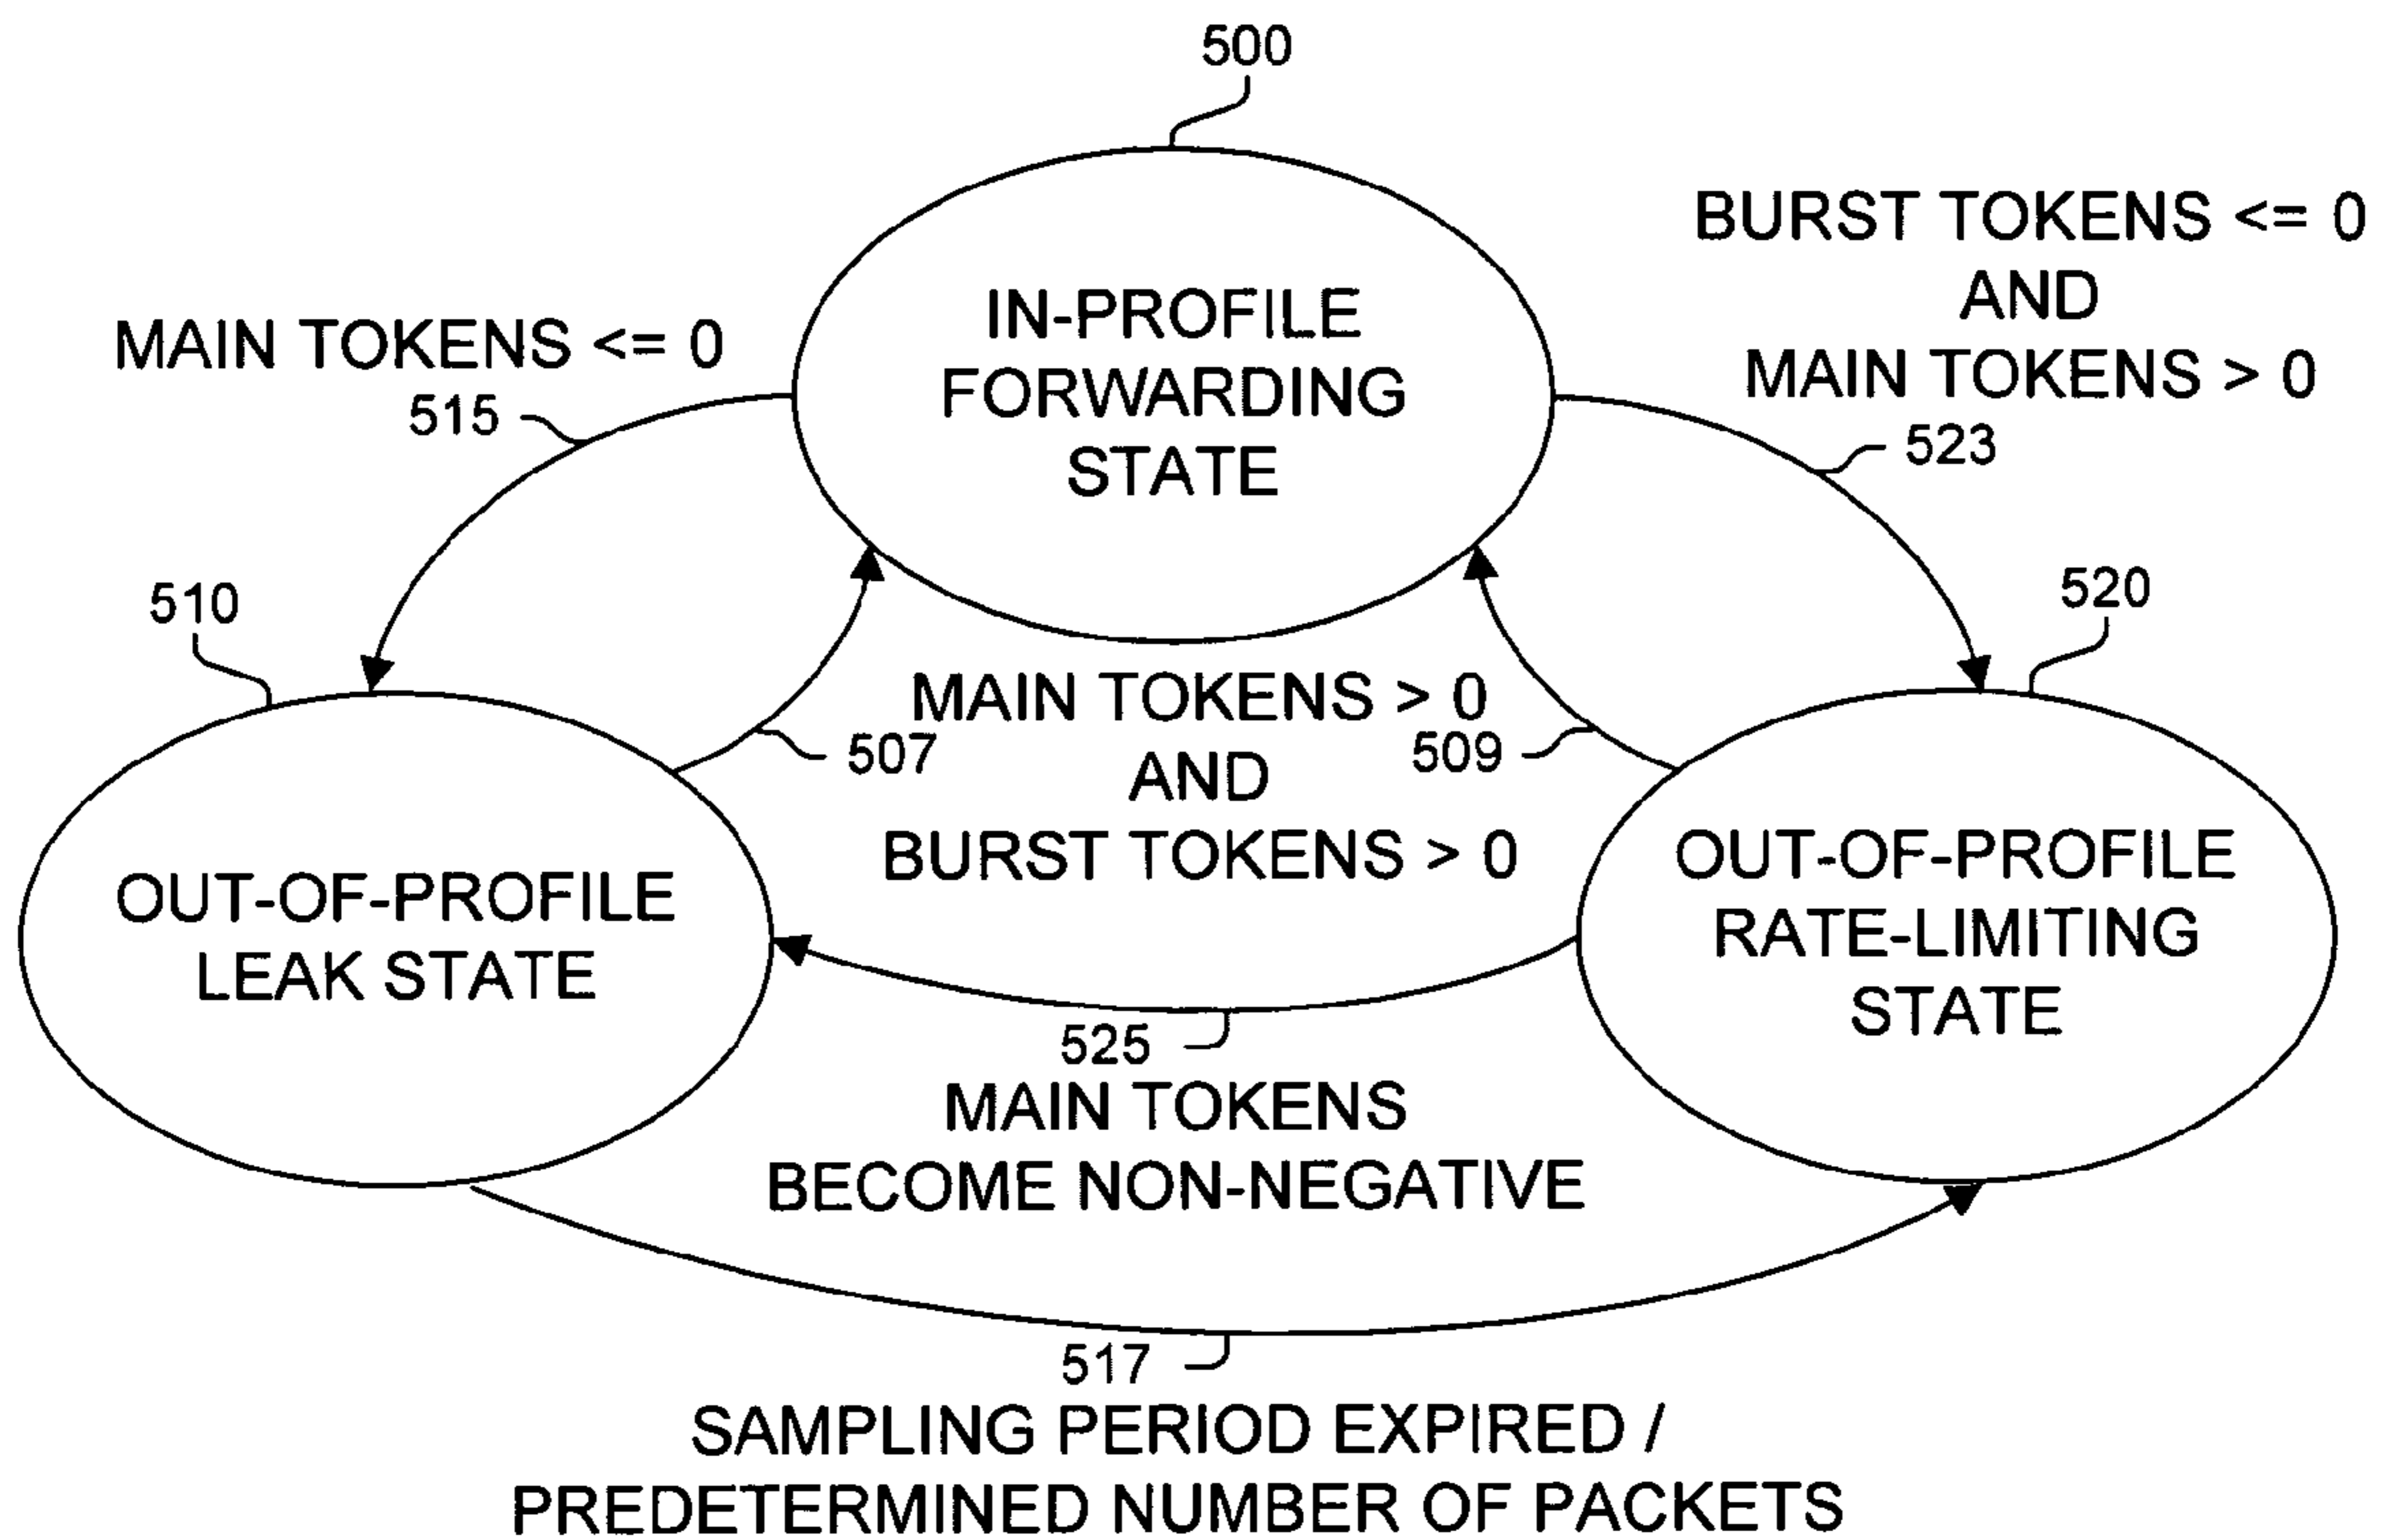 500
BURST TOKENS <= 0
AND
MAIN TOKENS > 0
523
IN-PROFILE
FORWARDING
STATE
MAIN TOKENS <= 0
515
510
520
MAIN TOKENS > 0
AND
BURST TOKENS > 0
507
509
OUT-OF-PROFILE
LEAK STATE
OUT-OF-PROFILE
RATE-LIMITING
STATE
525
MAIN TOKENS
BECOME NON-NEGATIVE
517
SAMPLING PERIOD EXPIRED /
PREDETERMINED NUMBER OF PACKETS